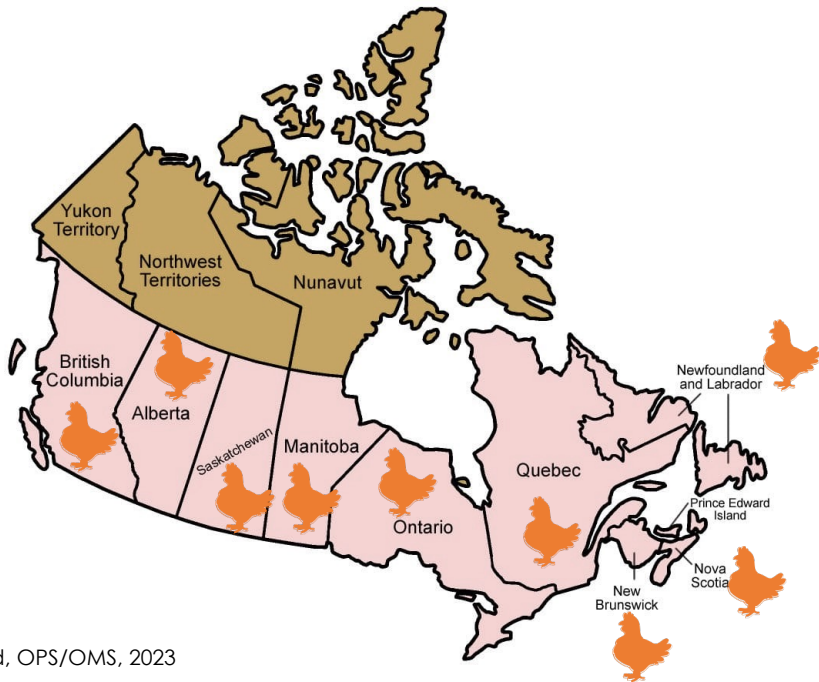 Yukon
Territory
Northwest
Territories
Nunavut
British
Columbia
Alberta
Saskatchewan
Manitoba
Ontario
Quebec
Newfoundland
and Labrador
Prince Edward
Island
Nova
Scotia
New
Brunswick
, OPS/OMS, 2023